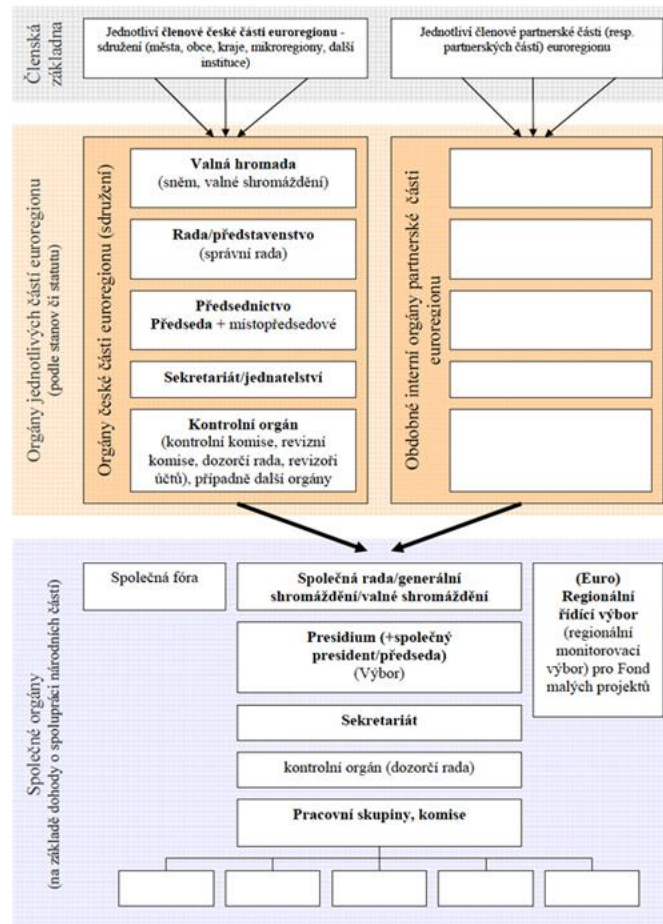 Členská
základna
Jednotliví členové české části euroregionu -
sdružení (města, obce, kraje, mikroregiony, další
instituce)
Jednotliví členové partnerské části (resp.
partnerských částí) euroregionu
Orgány jednotlivých částí euroregionu
(podle stanov či statutu)
Orgány české části euroregionu (sdružení)
Valná hromada
(sněm, valné shromáždění)
Rada/představenstvo
(správní rada)
Předsednictvo
Předseda + místopředsedové
Sekretariát/jednatelství
Kontrolní orgán
(kontrolní komise, revizní
komise, dozorčí rada, revizoři
účtů), případně další orgány
Obdobné interní orgány partnerské části
euroregionu
Společné orgány
(na základě dohody o spolupráci národních částí)
Společná fóra
Společná rada/generální
shromáždění/valné shromáždění
Presidium (+společný
president/předseda)
(Výbor)
Sekretariát
kontrolní orgán (dozorčí rada)
Pracovní skupiny, komise
(Euro)
Regionální
řídící výbor
(regionální
monitorovací
výbor) pro Fond
malých projektů